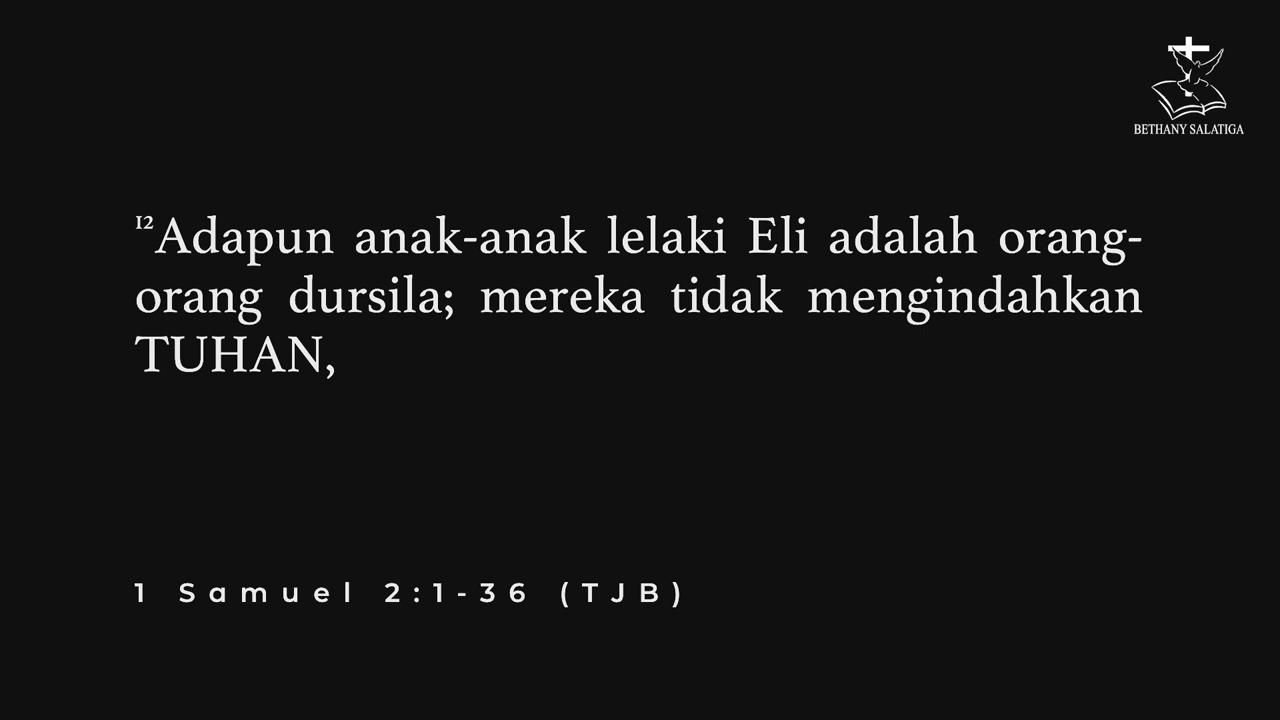 BETHANY SALATIGA
12Adapun anak-anak lelaki Eli adalah orang-
orang dursila; mereka tidak mengindahkan
TUHAN,
1 Samuel 2:1-36 (TJB)